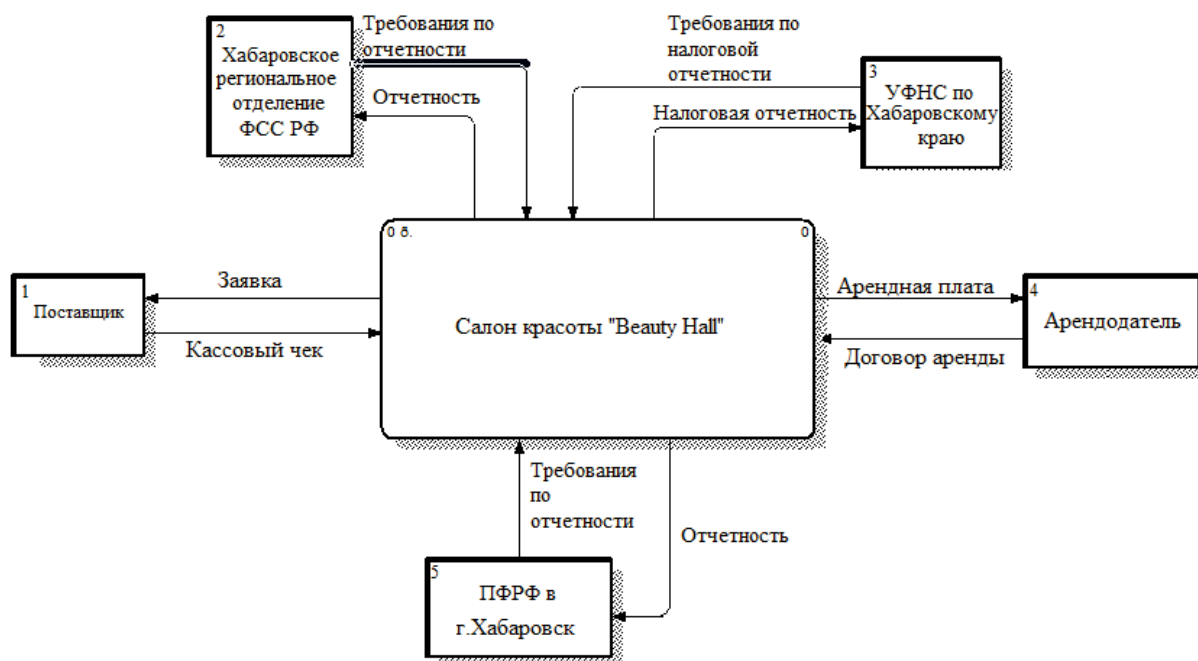 2
Хабаровское
региональное
отделение
ФСС РФ
Требования по
отчетности
Отчетность
Требования по
налоговой
отчетности
Налоговая отчетность
3
УФНС по
Хабаровскому
краю
1
Поставщик
Заявка
Кассовый чек
0 б.
0
Салон красоты "Beauty Hall"
Арендная плата
Договор аренды
4
Арендодатель
Требования
по
отчетности
Отчетность
5
ПФРФ в
г.Хабаровск